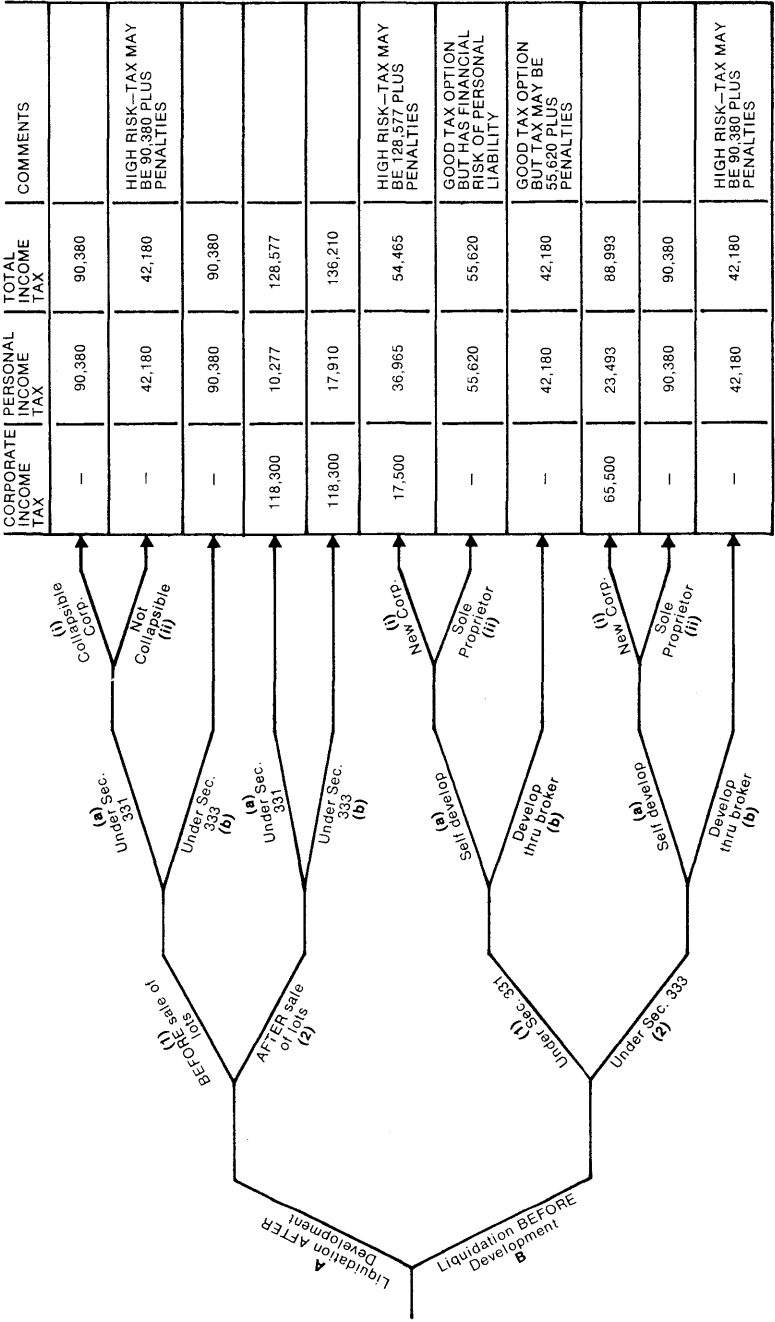 CORPORATE
INCOME
TAX
PERSONAL
INCOME
TAX
TOTAL
INCOME
TAX
COMMENTS
–
90,380
90,380
–
42,180
42,180
HIGH RISK–TAX MAY
BE 90,380 PLUS
PENALTIES
–
90,380
90,380
118,300
10,277
128,577
118,300
17,910
136,210
17,500
36,965
54,465
HIGH RISK–TAX MAY
BE 128,577 PLUS
PENALTIES
–
55,620
55,620
GOOD TAX OPTION
BUT HAS FINANCIAL
RISK OF PERSONAL
LIABILITY
–
42,180
42,180
GOOD TAX OPTION
BUT TAX MAY BE
55,620 PLUS
PENALTIES
65,500
23,493
88,993
–
90,380
90,380
–
42,180
42,180
HIGH RISK–TAX MAY
BE 90,380 PLUS
PENALTIES
Liquidation AFTER
Development
A
(1)
BEFORE sale of
lots
(a)
Under Sec.
331
(i)
Collapsible
Corp.
Not
Collapsible
(ii)
Under Sec.
333
(b)
AFTER sale
of lots
(2)
(a)
Under Sec.
331
Under Sec.
333
(b)
Liquidation BEFORE
Development
B
(1)
Under Sec. 331
(a)
Self develop
(i)
New Corp.
Sole
Proprietor
(ii)
Develop
thru broker
(b)
Under Sec. 333
(2)
(a)
Self develop
(i)
New Corp.
Sole
Proprietor
(ii)
Develop
thru broker
(b)